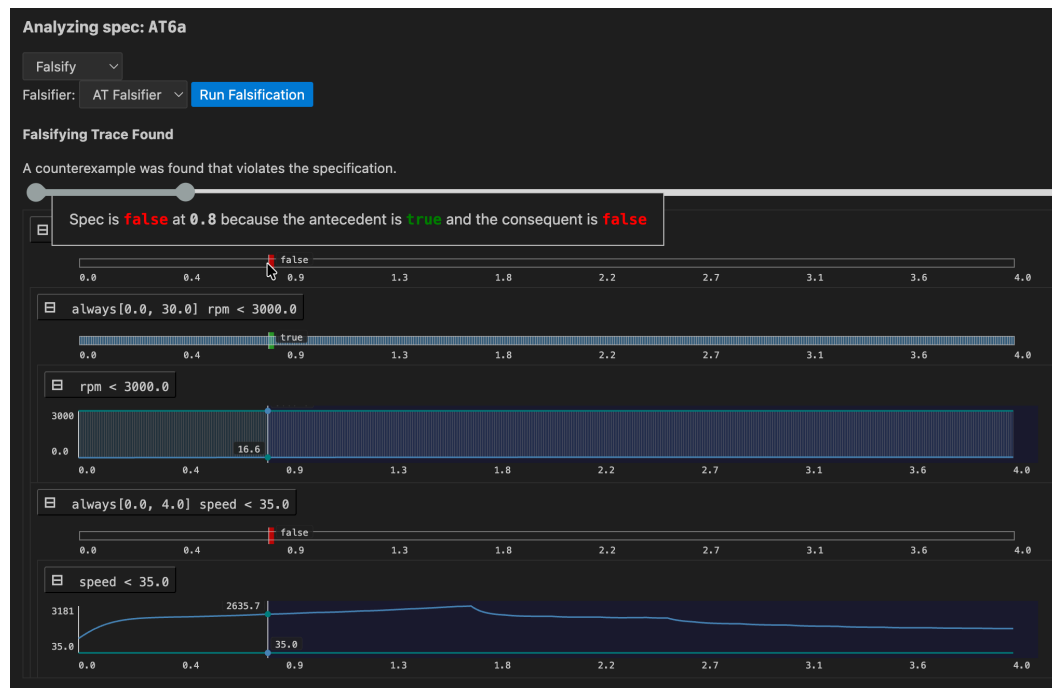 Analyzing spec: AT6a
Falsify
Falsifier: AT Falsifier Run Falsification
Falsifying Trace Found
A counterexample was found that violates the specification.
Spec is false at 0.8 because the antecedent is true and the consequent is false
false
0.0 0.4 0.9 1.3 1.8 2.2 2.7 3.1 3.6 4.0
always[0.0, 30.0] rpm < 3000.0
true
0.0 0.4 0.9 1.3 1.8 2.2 2.7 3.1 3.6 4.0
rpm < 3000.0
3000
16.6
0.0
0.0 0.4 0.9 1.3 1.8 2.2 2.7 3.1 3.6 4.0
always[0.0, 4.0] speed < 35.0
false
0.0 0.4 0.9 1.3 1.8 2.2 2.7 3.1 3.6 4.0
speed < 35.0
3181 2635.7
35.0 35.0
0.0 0.4 0.9 1.3 1.8 2.2 2.7 3.1 3.6 4.0